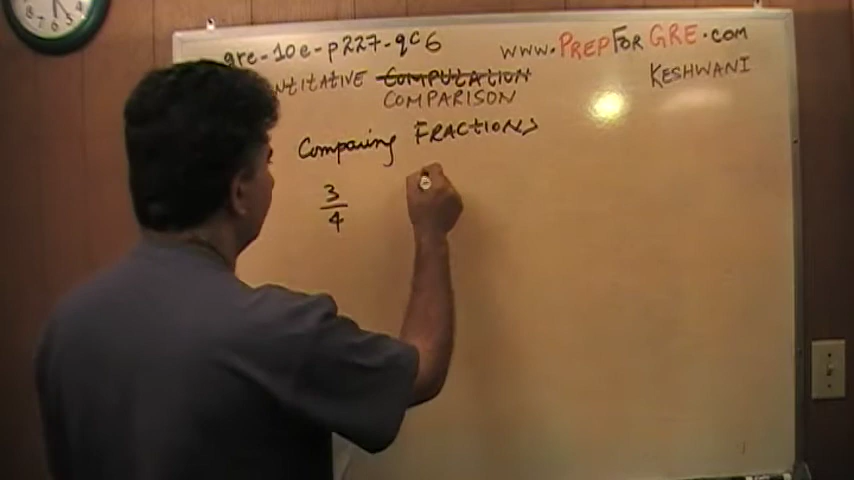 gre-10e-p227-qc6
www.PREPFORGRE.com
NTITATIVE COMPUTATION
COMPARISON
KESHWANI
Comparing FRACTIONS
3
4